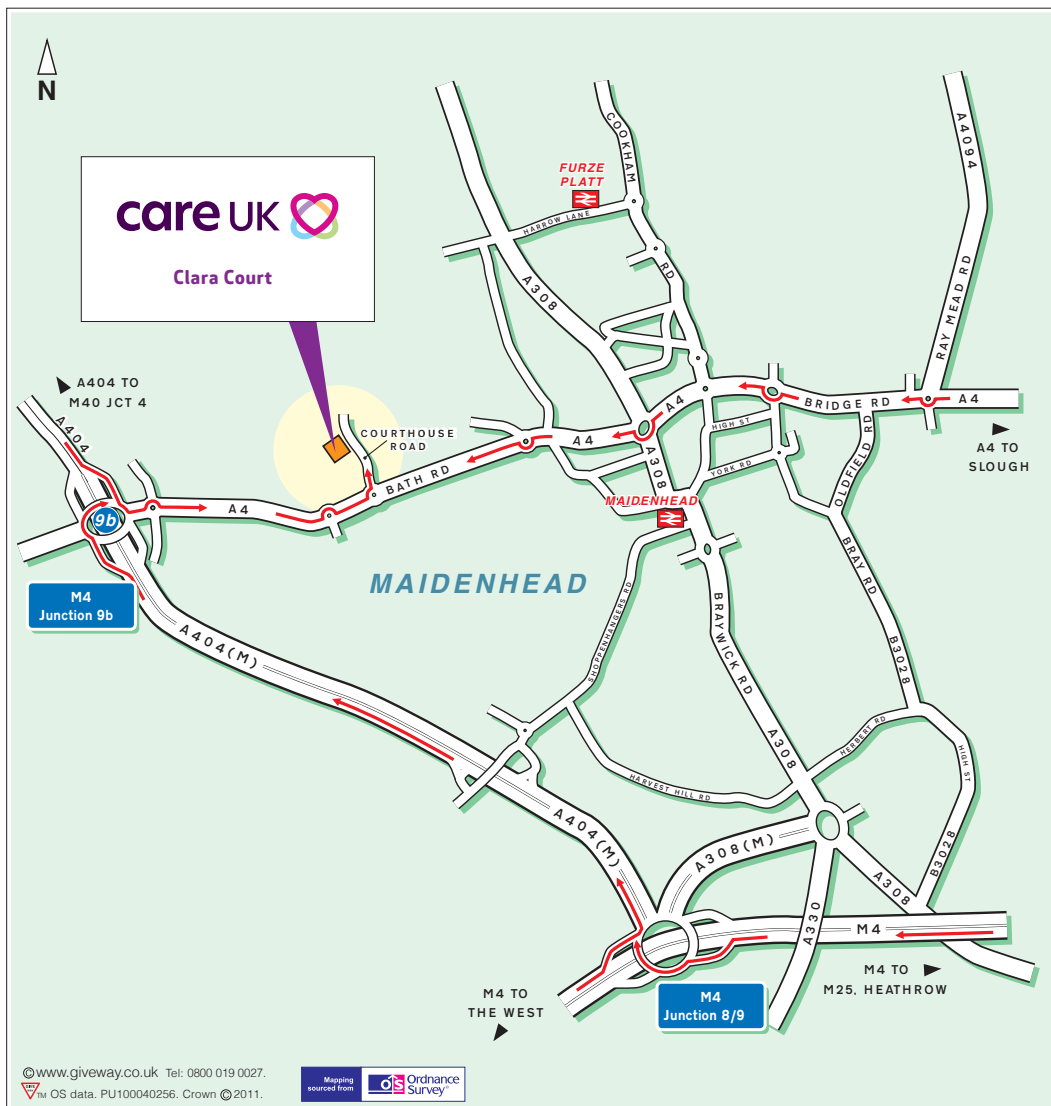 N
care UK
Clara Court
FURZE
PLATT
COOKHAM
RD
HARROW LANE
A308
A4094
RAY MEAD RD
A404 TO
M40 JCT 4
A404
COURTHOUSE
ROAD
BATH RD
A4
A4
A4
BRIDGE RD
A4
A4 TO
SLOUGH
HIGH ST
YORK RD
OLDFIELD RD
A308
MAIDENHEAD
9b
M4
Junction 9b
MAIDENHEAD
A404(M)
SHOPPENHANGERS RD
BRAYWICK RD
BRAY RD
B3028
A308
HERBERT RD
HIGH ST
HARVEST HILL RD
A404(M)
A308(M)
B3028
A308
A330
M4
M4 TO
M25, HEATHROW
M4 TO
THE WEST
M4
Junction 8/9
© www.giveway.co.uk Tel: 0800 019 0027.
TM OS data. PU100040256. Crown © 2011.
Mapping
sourced from
OS Ordnance
Survey®